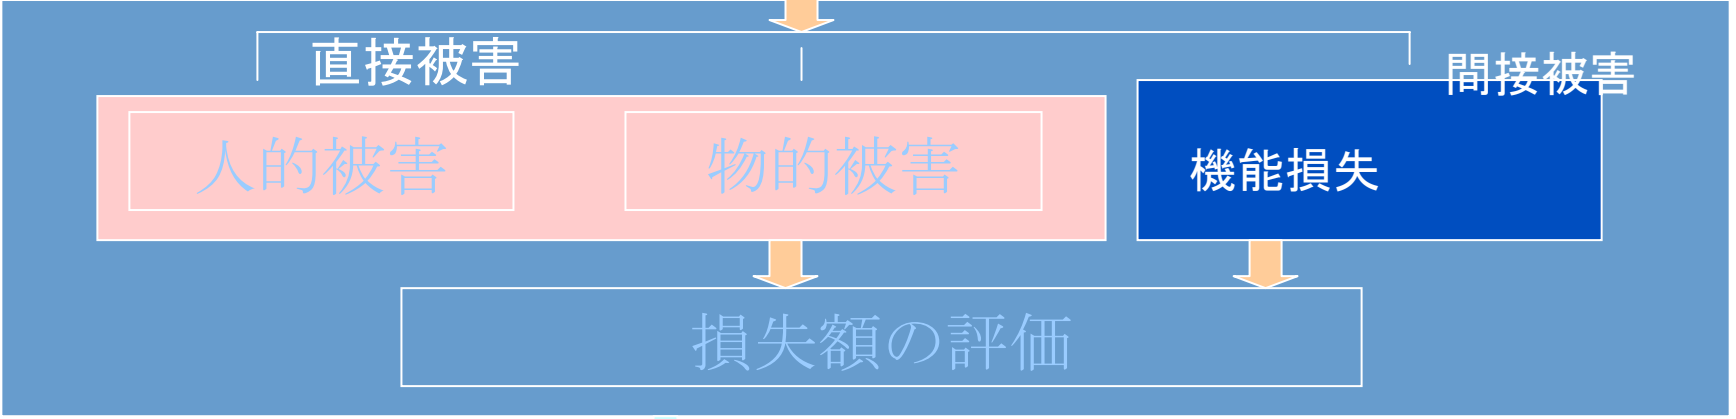 直接被害
間接被害
人的被害
物的被害
機能損失
損失額の評価